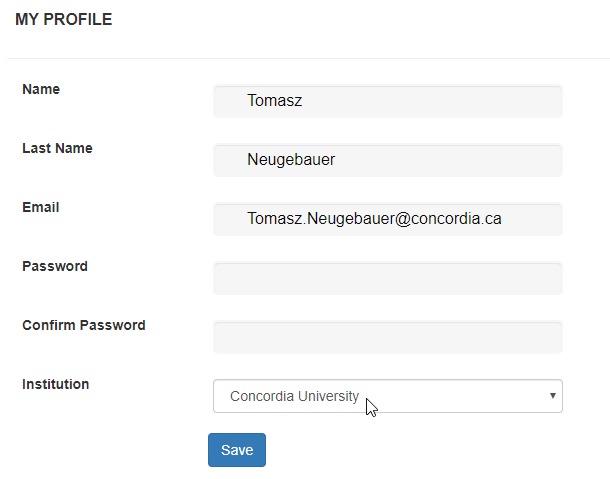 MY PROFILE
Name
Tomasz
Last Name
Neugebauer
Email
Tomasz.Neugebauer@concordia.ca
Password
Confirm Password
Institution
Concordia University
Save